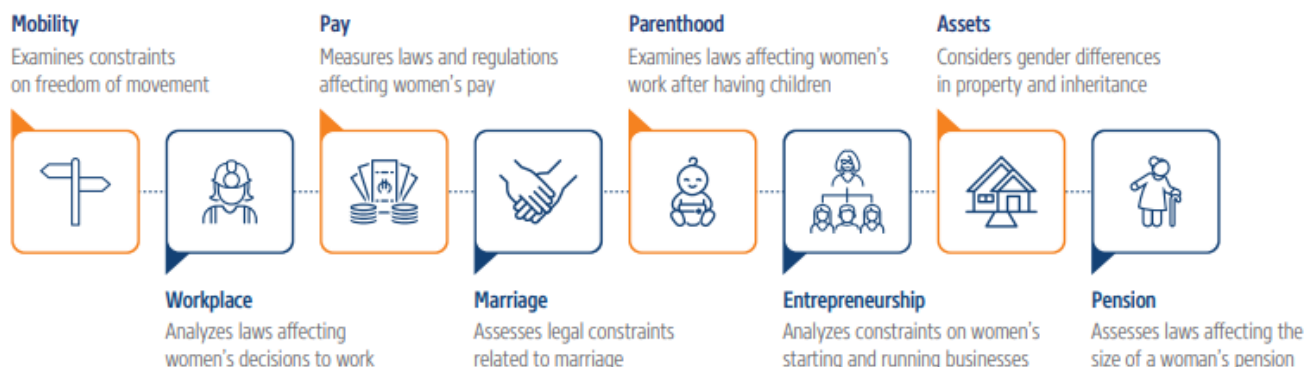 Mobility
Examines constraints
on freedom of movement
Pay
Measures laws and regulations
affecting women's pay
Parenthood
Examines laws affecting women's
work after having children
Assets
Considers gender differences
in property and inheritance
Workplace
Analyzes laws affecting
women's decisions to work
Marriage
Assesses legal constraints
related to marriage
Entrepreneurship
Analyzes constraints on women's
starting and running businesses
Pension
Assesses laws affecting the
size of a woman's pension